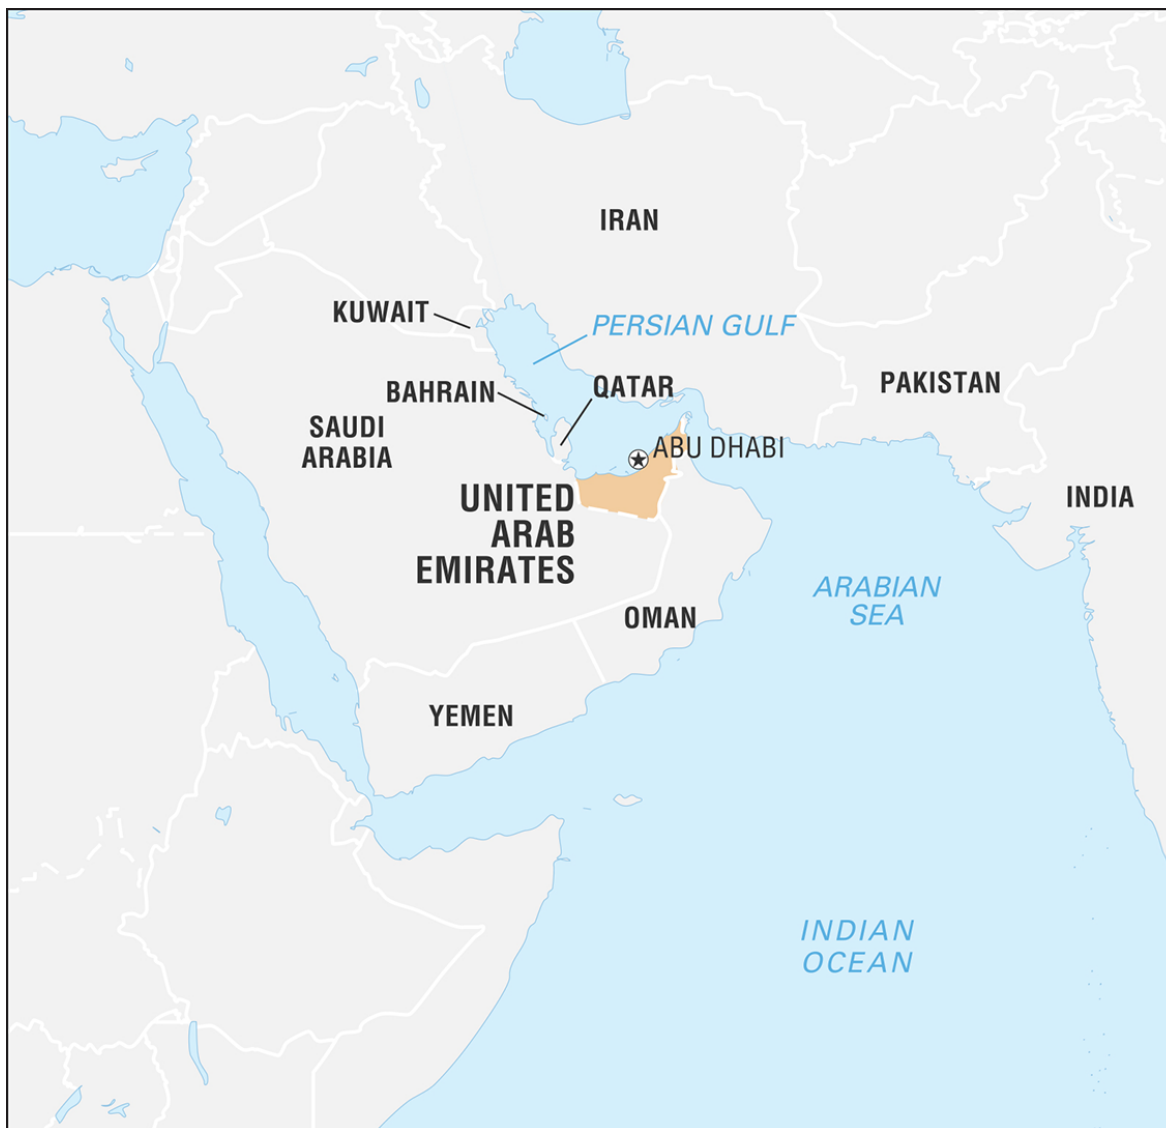 IRAN
KUWAIT
PERSIAN GULF
BAHRAIN
QATAR
PAKISTAN
SAUDI
ARABIA
ABU DHABI
UNITED
ARAB
EMIRATES
INDIA
ARABIAN
SEA
OMAN
YEMEN
INDIAN
OCEAN